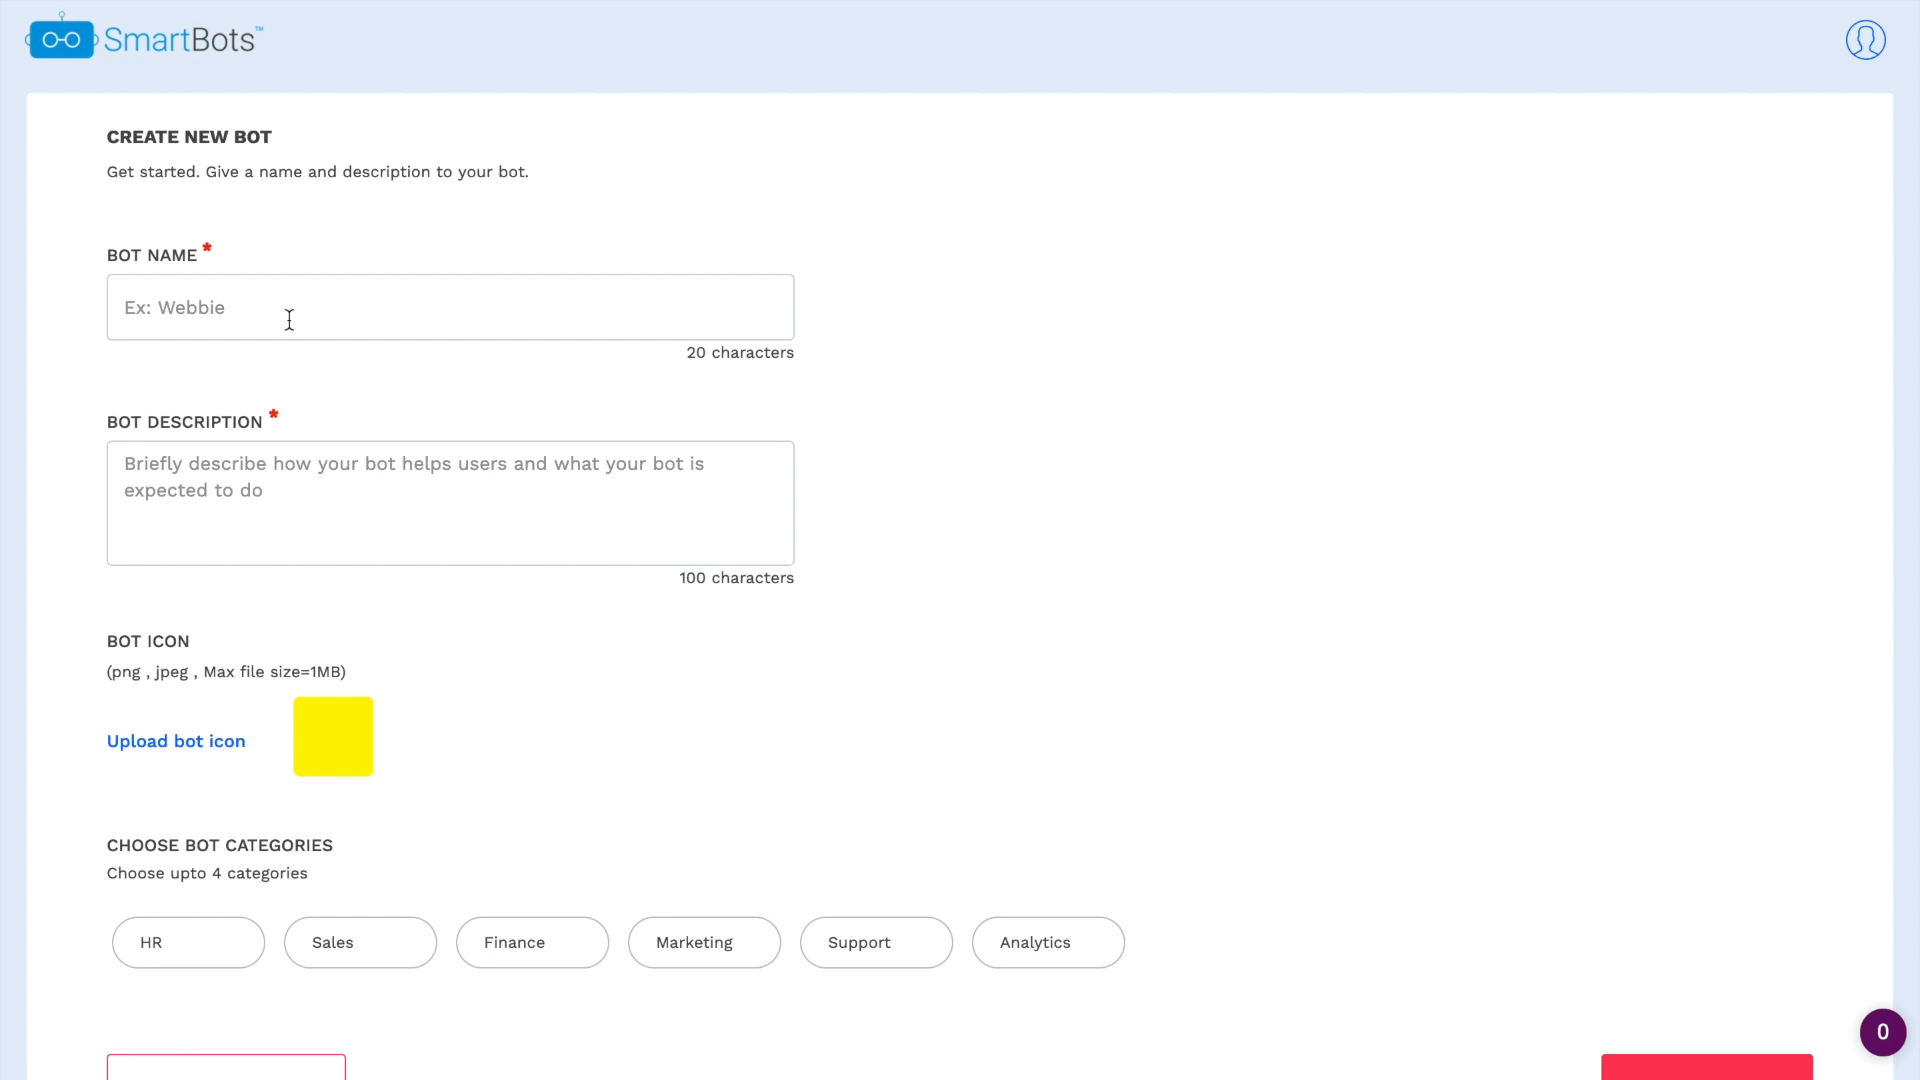 SmartBots™
CREATE NEW BOT
Get started. Give a name and description to your bot.
BOT NAME *
Ex: Webbie
20 characters
BOT DESCRIPTION *
Briefly describe how your bot helps users and what your bot is
expected to do
100 characters
BOT ICON
(png , jpeg , Max file size=1MB)
Upload bot icon
CHOOSE BOT CATEGORIES
Choose upto 4 categories
HR
Sales
Finance
Marketing
Support
Analytics
0